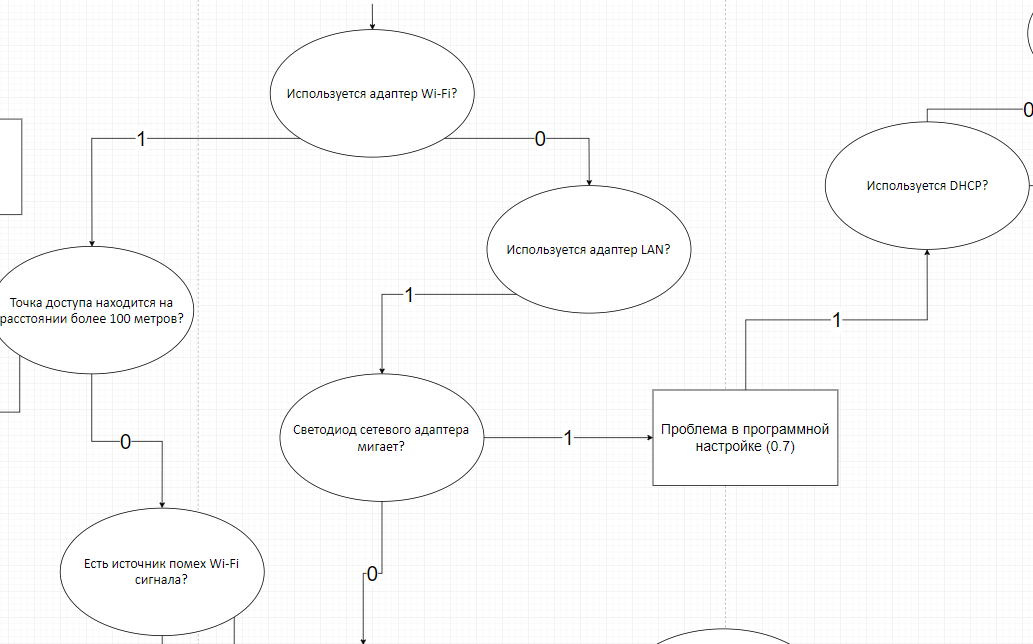 Используется адаптер Wi-Fi?
1
0
0
Используется DHCP?
Используется адаптер LAN?
1
Точка доступа находится на
расстоянии более 100 метров?
1
0
Светодиод сетевого адаптера
мигает?
1
Проблема в программной
настройке (0.7)
Есть источник помех Wi-Fi
сигнала?
0